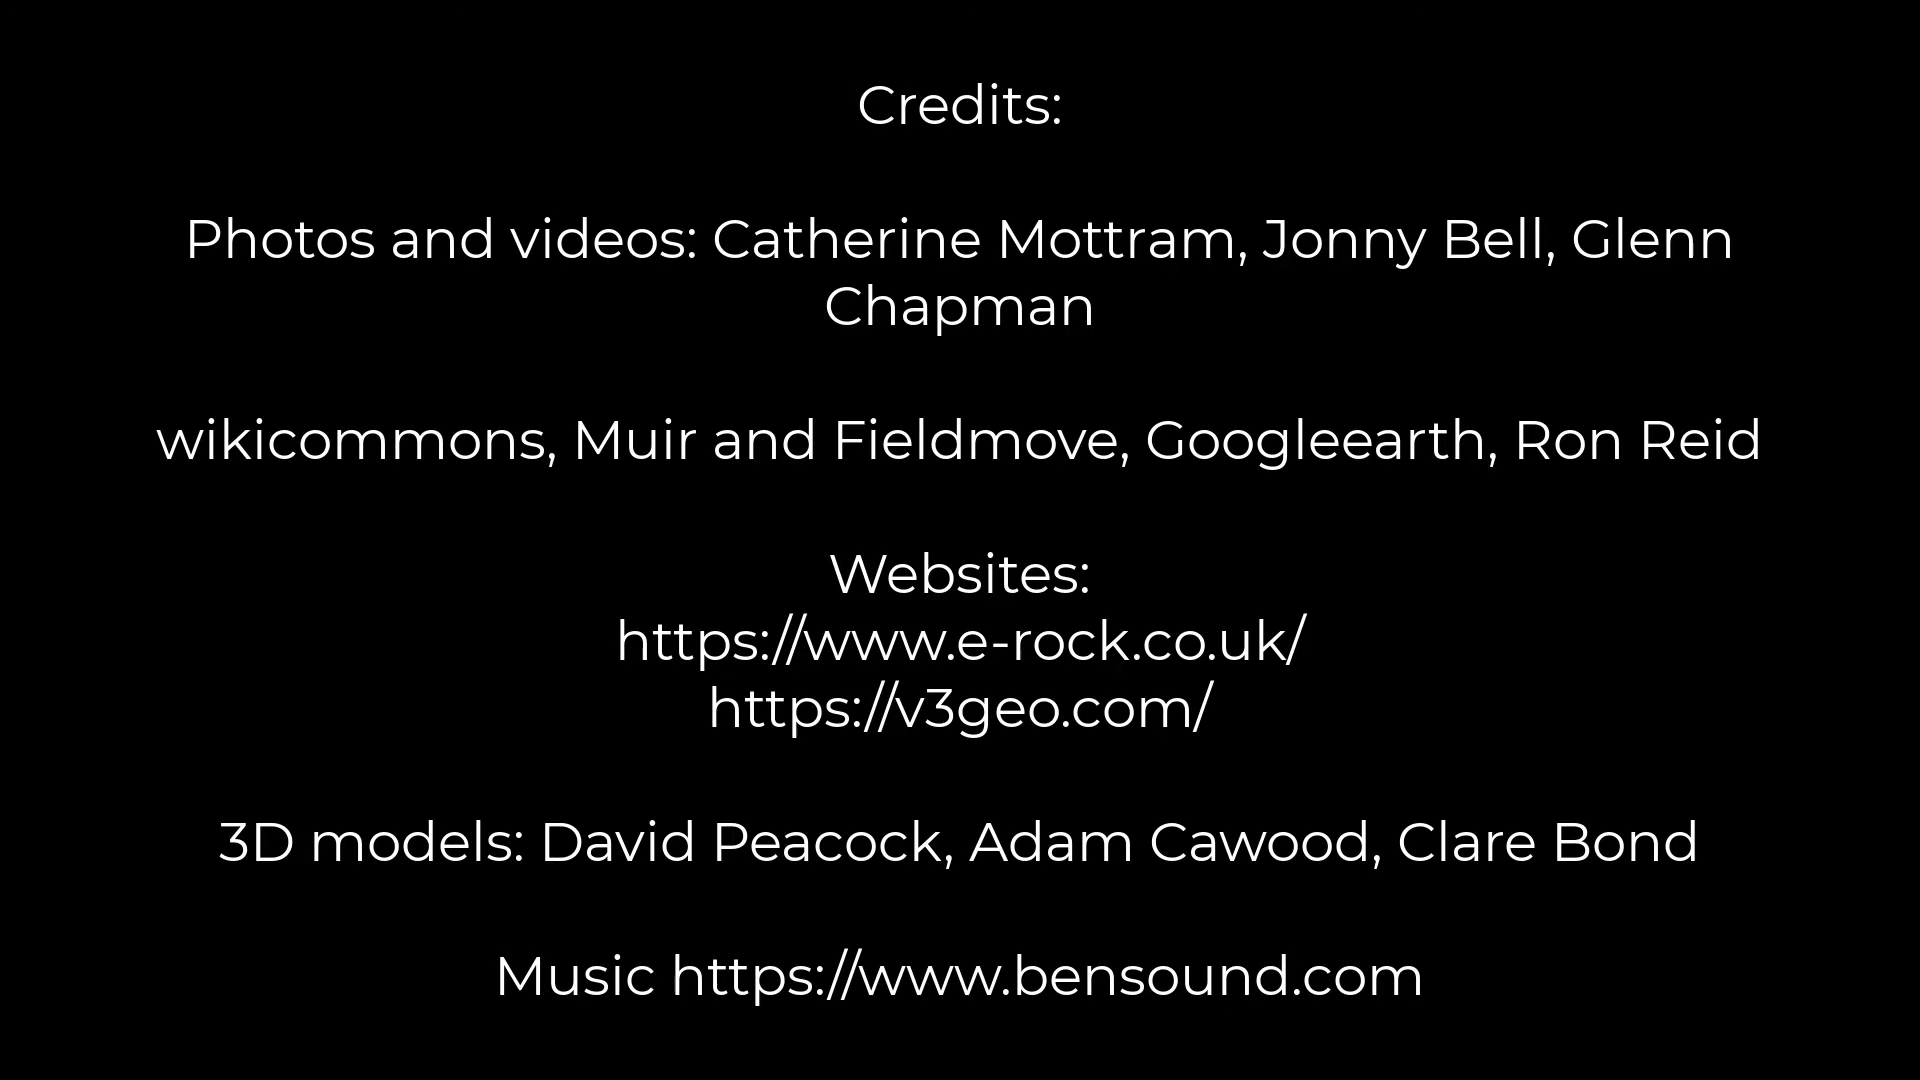 Credits:
Photos and videos: Catherine Mottram, Jonny Bell, Glenn
Chapman
wikicommons, Muir and Fieldmove, Googleearth, Ron Reid
Websites:
https://www.e-rock.co.uk/
https://v3geo.com/
3D models: David Peacock, Adam Cawood, Clare Bond
Music https://www.bensound.com